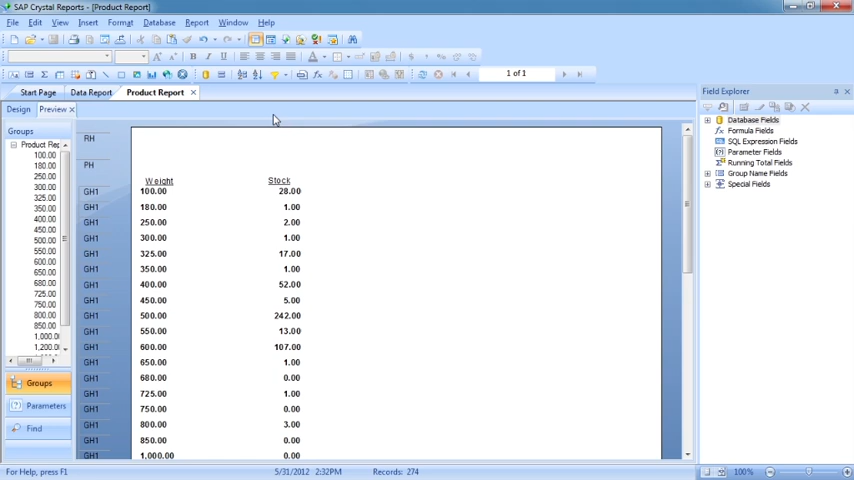 SAP Crystal Reports - [Product Report]
File Edit View Insert Format Database Report Window Help
1 of 1
Start Page Data Report Product Report
Design Preview
Groups
Product Rep
100.00
180.00
250.00
300.00
325.00
350.00
400.00
450.00
500.00
550.00
600.00
650.00
680.00
725.00
750.00
800.00
850.00
1,000.00
1,200.00
Groups
Parameters
Find
RH
PH
Weight Stock
GH1 100.00 28.00
GH1 180.00 1.00
GH1 250.00 2.00
GH1 300.00 1.00
GH1 325.00 17.00
GH1 350.00 1.00
GH1 400.00 52.00
GH1 450.00 5.00
GH1 500.00 242.00
GH1 550.00 13.00
GH1 600.00 107.00
GH1 650.00 1.00
GH1 680.00 0.00
GH1 725.00 1.00
GH1 750.00 0.00
GH1 800.00 3.00
GH1 850.00 0.00
GH1 1,000.00 0.00
Field Explorer
Database Fields
Formula Fields
SQL Expression Fields
Parameter Fields
Running Total Fields
Group Name Fields
Special Fields
For Help, press F1 5/31/2012 2:32PM Records: 274 100%